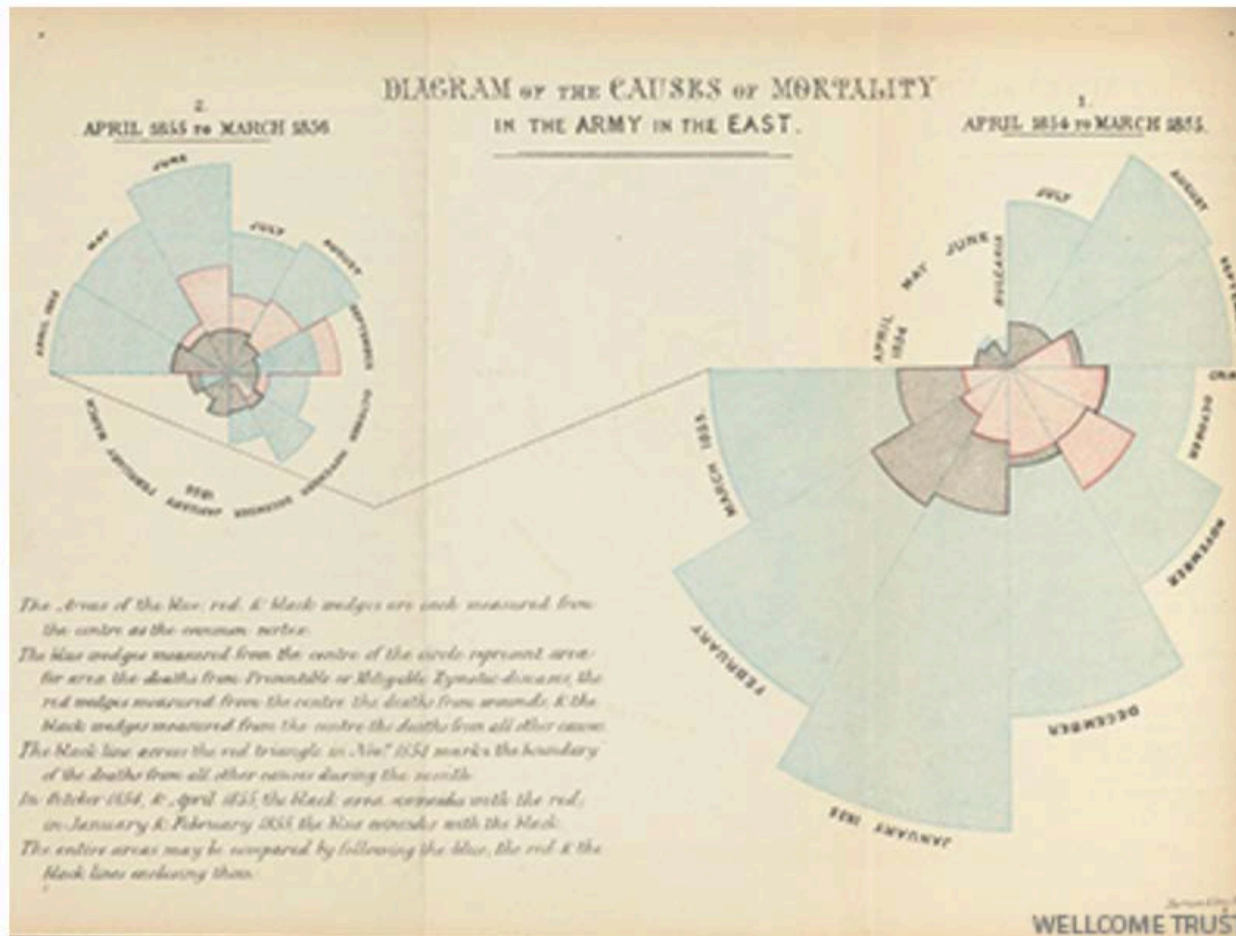 DIAGRAM OF THE CAUSES OF MORTALITY
IN THE ARMY IN THE EAST.
2.
APRIL 1855 TO MARCH 1856
1.
APRIL 1854 TO MARCH 1855.
APRIL 1855
MAY
JUNE
JULY
AUGUST
SEPTEMBER
OCTOBER
NOVEMBER
DECEMBER
JANUARY
1856
FEBRUARY
MARCH
APRIL
1854
MAY
JUNE
BULGARIA
JULY
AUGUST
OCTOBER
NOVEMBER
DECEMBER
JANUARY 1855
FEBRUARY
MARCH 1855.
The Areas of the blue, red, & black wedges are each measured from
the centre as the common vertex
The blue wedges measured from the centre of the circle represent area
for area the deaths from Preventible or Mitigable Zymotic diseases, the
red wedges measured from the centre the deaths from wounds, & the
black wedges measured from the centre the deaths from all other causes
The black line across the red triangle in Novr. 1854 marks the boundary
of the deaths from all other causes during the month
In October 1854, & April 1855, the black area coincides with the red;
in January & February 1855, the blue coincides with the black
The entire areas may be compared by following the blue, the red & the
black lines enclosing them.
WELLCOME TRUST